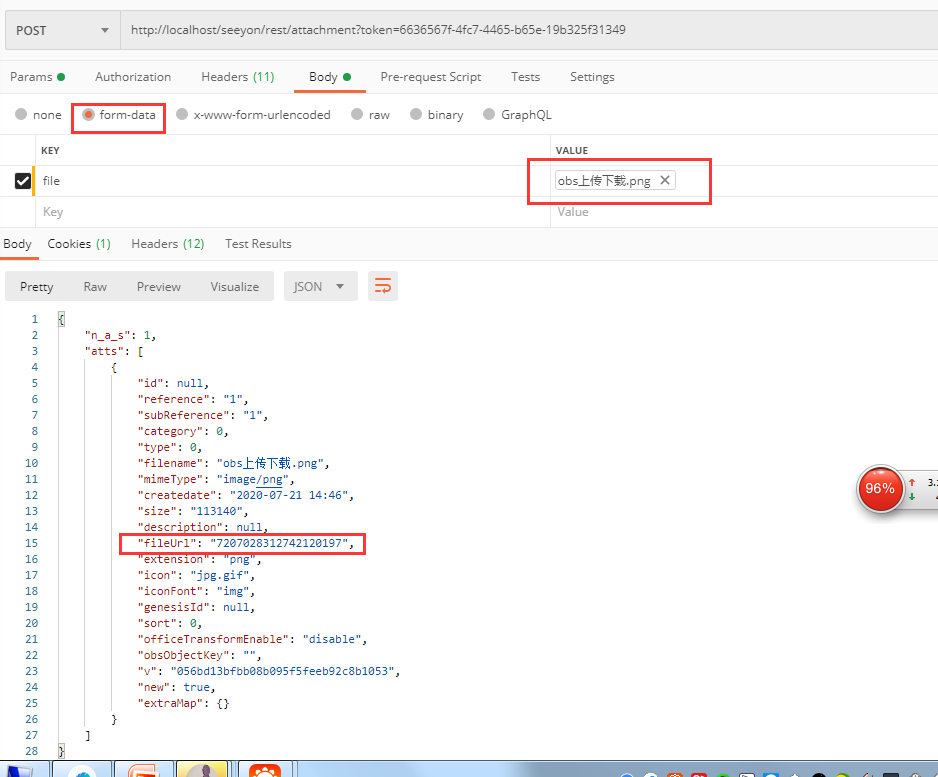 POST http://localhost/seeyon/rest/attachment?token=6636567f-4fc7-4465-b65e-19b325f31349
Params Authorization Headers (11) Body Pre-request Script Tests Settings
none form-data x-www-form-urlencoded raw binary GraphQL
KEY VALUE
file obs上传下载.png
Key Value
Body Cookies (1) Headers (12) Test Results
Pretty Raw Preview Visualize JSON
1 {
2 "n_a_s": 1,
3 "atts": [
4 {
5 "id": null,
6 "reference": "1",
7 "subReference": "1",
8 "category": 0,
9 "type": 0,
10 "filename": "obs上传下载.png",
11 "mimeType": "image/png",
12 "createdate": "2020-07-21 14:46",
13 "size": "113140",
14 "description": null,
15 "fileUrl": "7207028312742120197",
16 "extension": "png",
17 "icon": "jpg.gif",
18 "iconFont": "img",
19 "genesisId": null,
20 "sort": 0,
21 "officeTransformEnable": "disable",
22 "obsObjectKey": "",
23 "v": "056bd13bfbb08b095f5feeb92c8b1053",
24 "new": true,
25 "extraMap": {}
26 }
27 ]
28 }
96%